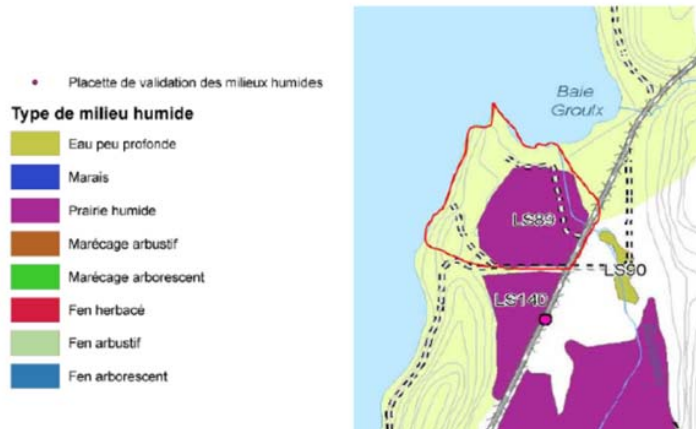 Placette de validation des milieux humides
Type de milieu humide
Eau peu profonde
Marais
Prairie humide
Marécage arbustif
Marécage arborescent
Fen herbacé
Fen arbustif
Fen arborescent
Baie
Groulx
LS89
LS90
LS140